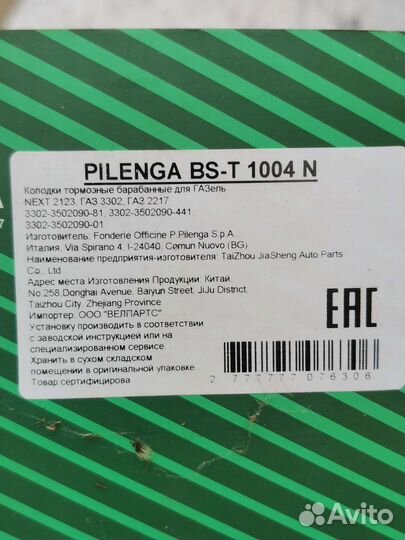 PILENGA BS-T 1004 N
Колодки тормозные барабанные для ГАЗель
NEXT 2123, ГАЗ 3302, ГАЗ 2217
3302-3502090-81, 3302-3502090-441
3302-3502090-01
Изготовитель: Fonderie Officine P.Pilenga S.p.A.
Италия, Via Spirano 4, I-24040, Comun Nuovo (BG)
Наименование предприятия-изготовителя: TaiZhou JiaSheng Auto Parts
Co., Ltd
Адрес места Изготовления Продукции: Китай,
No.258,Donghai Avenue, Baiyun Street, JiJu District,
Taizhou City, Zhejiang Province
Импортер: ООО "ВЕЛПАРТС"
Установку производить в соответствии
с заводской инструкцией или на
специализированном сервисе.
Хранить в сухом складском
помещении в оригинальной упаковке
Товар сертифицирова
EAC
2 777777 076306
A
7
Avito